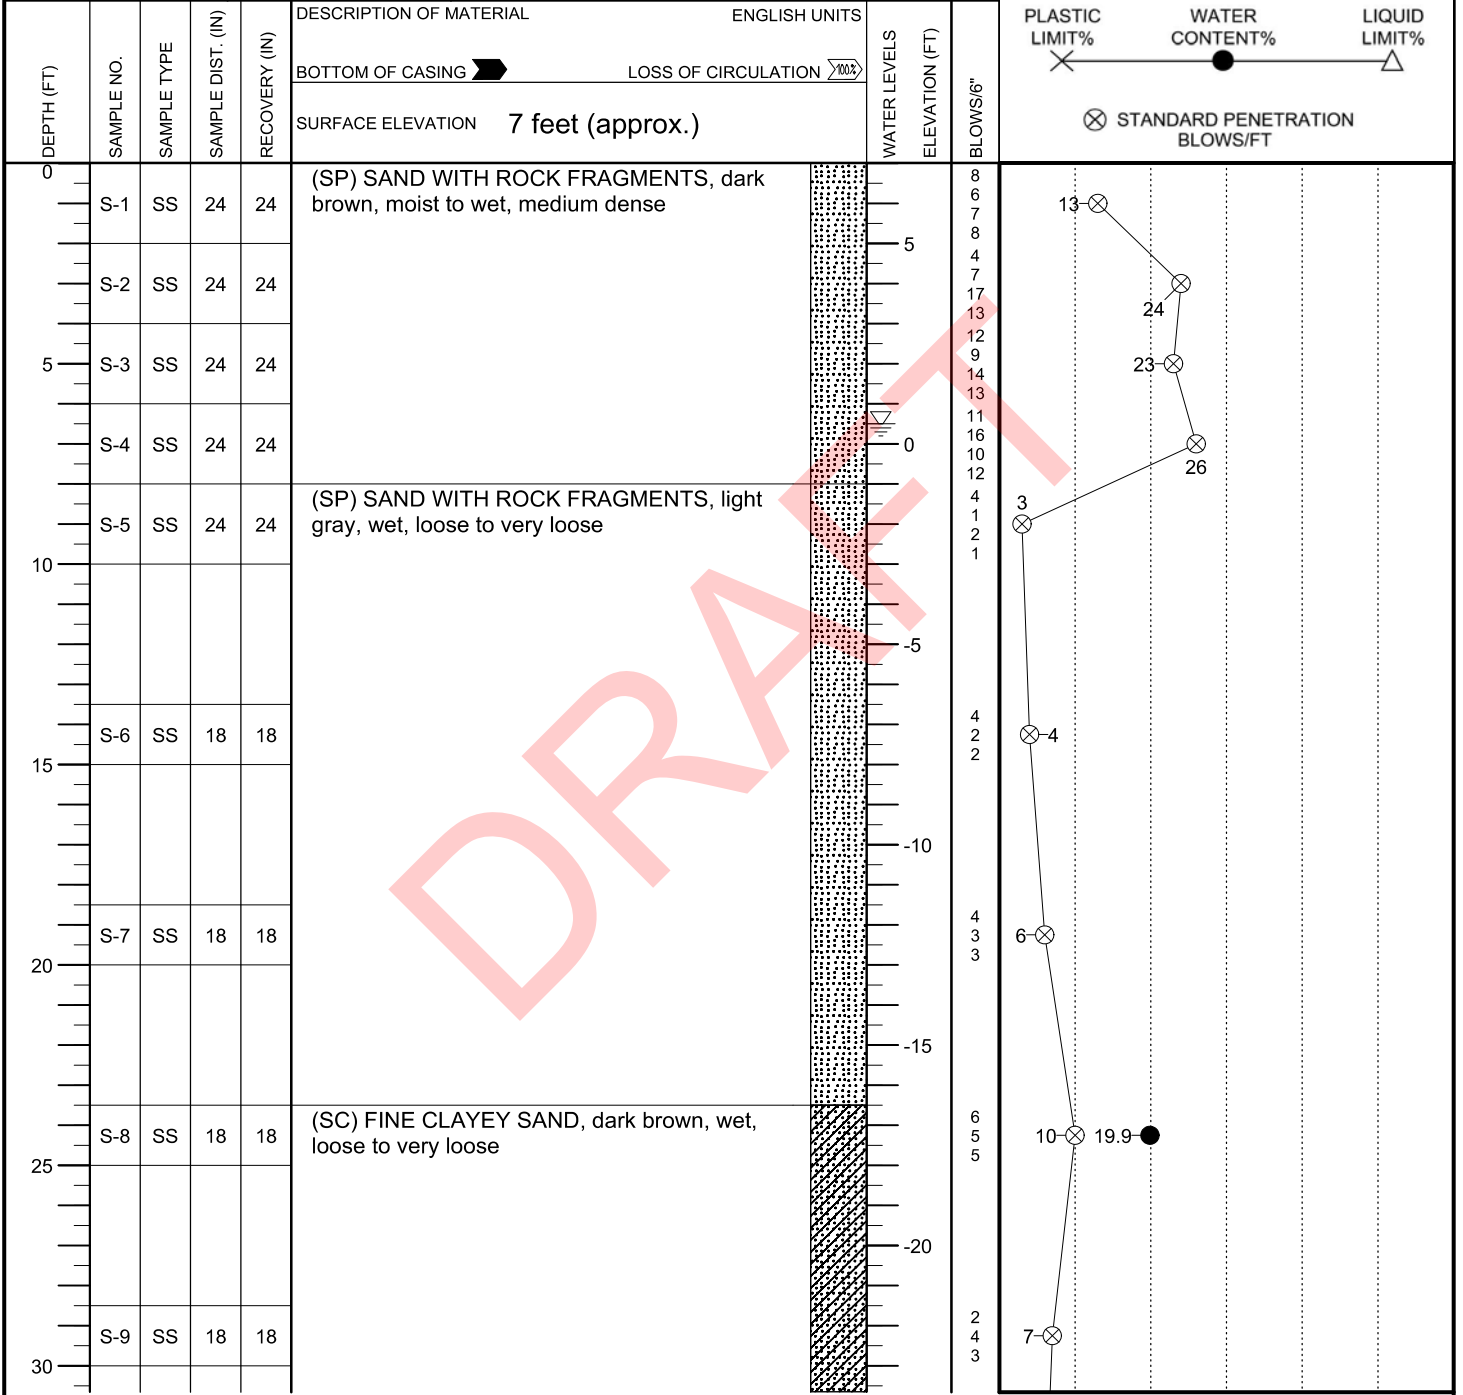 DEPTH (FT)
SAMPLE NO.
SAMPLE TYPE
SAMPLE DIST. (IN)
RECOVERY (IN)
DESCRIPTION OF MATERIAL ENGLISH UNITS
BOTTOM OF CASING LOSS OF CIRCULATION 100%
SURFACE ELEVATION 7 feet (approx.)
WATER LEVELS
ELEVATION (FT)
BLOWS/6"
PLASTIC LIMIT%
WATER CONTENT%
LIQUID LIMIT%
STANDARD PENETRATION
BLOWS/FT
0
(SP) SAND WITH ROCK FRAGMENTS, dark
brown, moist to wet, medium dense
S-1 SS 24 24
8
6
7
8
13
5
S-2 SS 24 24
4
7
17
13
24
5
S-3 SS 24 24
12
9
14
13
23
S-4 SS 24 24
0
11
16
10
12
26
(SP) SAND WITH ROCK FRAGMENTS, light
gray, wet, loose to very loose
S-5 SS 24 24
4
1
2
1
3
10
-5
S-6 SS 18 18
4
2
2
4
15
-10
S-7 SS 18 18
4
3
3
6
20
-15
(SC) FINE CLAYEY SAND, dark brown, wet,
loose to very loose
S-8 SS 18 18
6
5
5
10 19.9
25
-20
S-9 SS 18 18
2
4
3
7
30
DRAFT